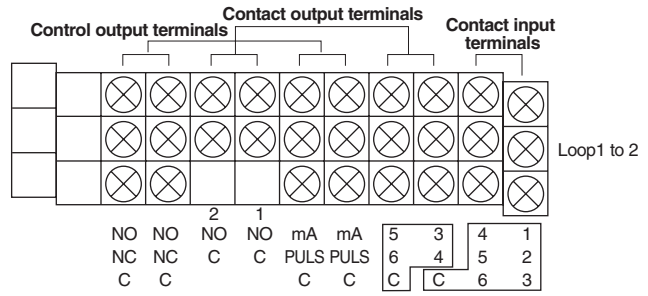 Contact output terminals
Control output terminals
Contact input
terminals
Loop1 to 2
2 1
NO NO NO NO mA mA 5 3 4 1
NC NC C C PULS PULS 6 4 5 2
C C C C C C 6 3